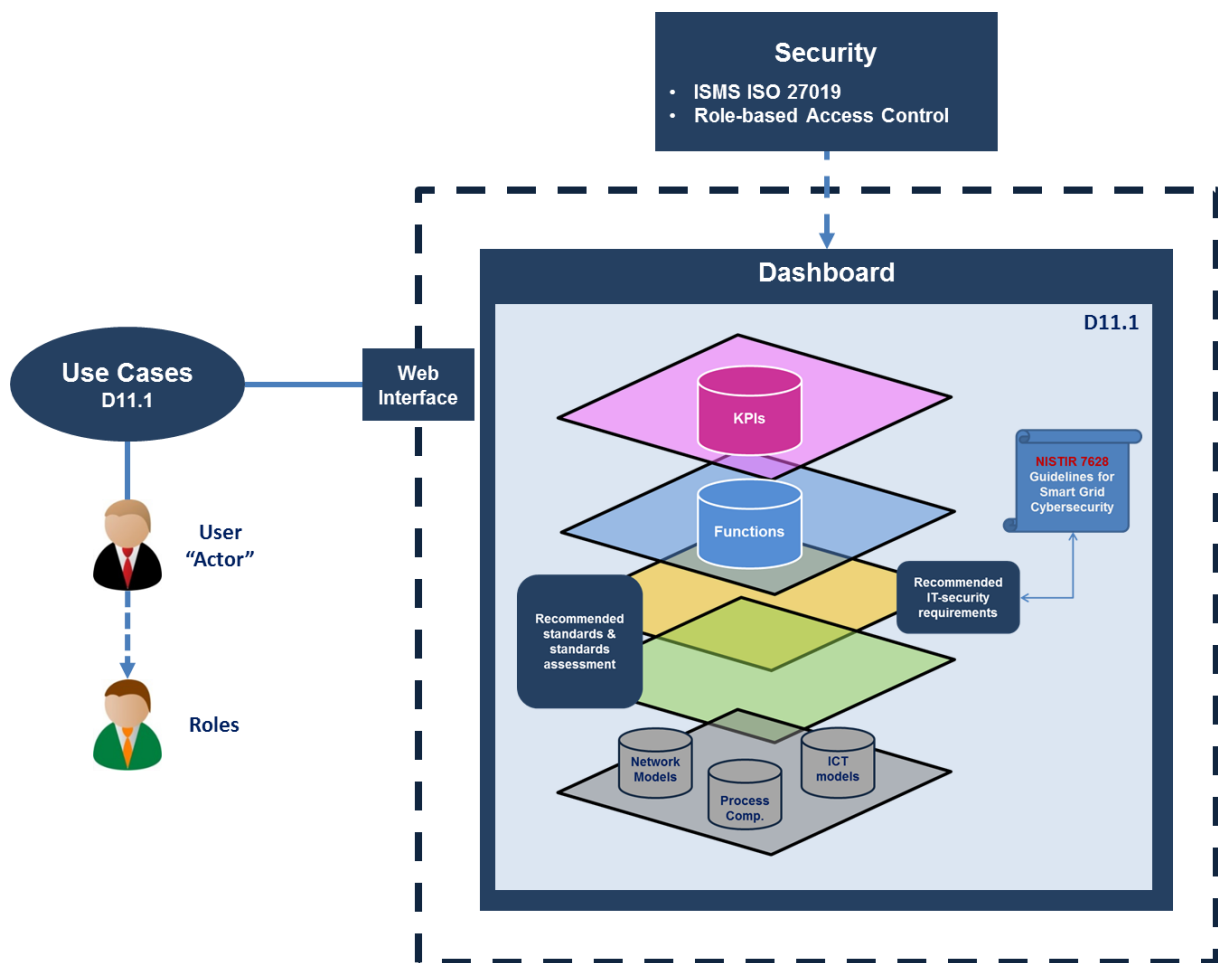 Security
• ISMS ISO 27019
• Role-based Access Control
Dashboard
D11.1
Use Cases
D11.1
Web
Interface
KPIs
NISTIR 7628
Guidelines for
Smart Grid
Cybersecurity
User
“Actor”
Functions
Recommended
IT-security
requirements
Recommended
standards &
standards
assessment
Roles
Network
Models
ICT
models
Process
Comp.